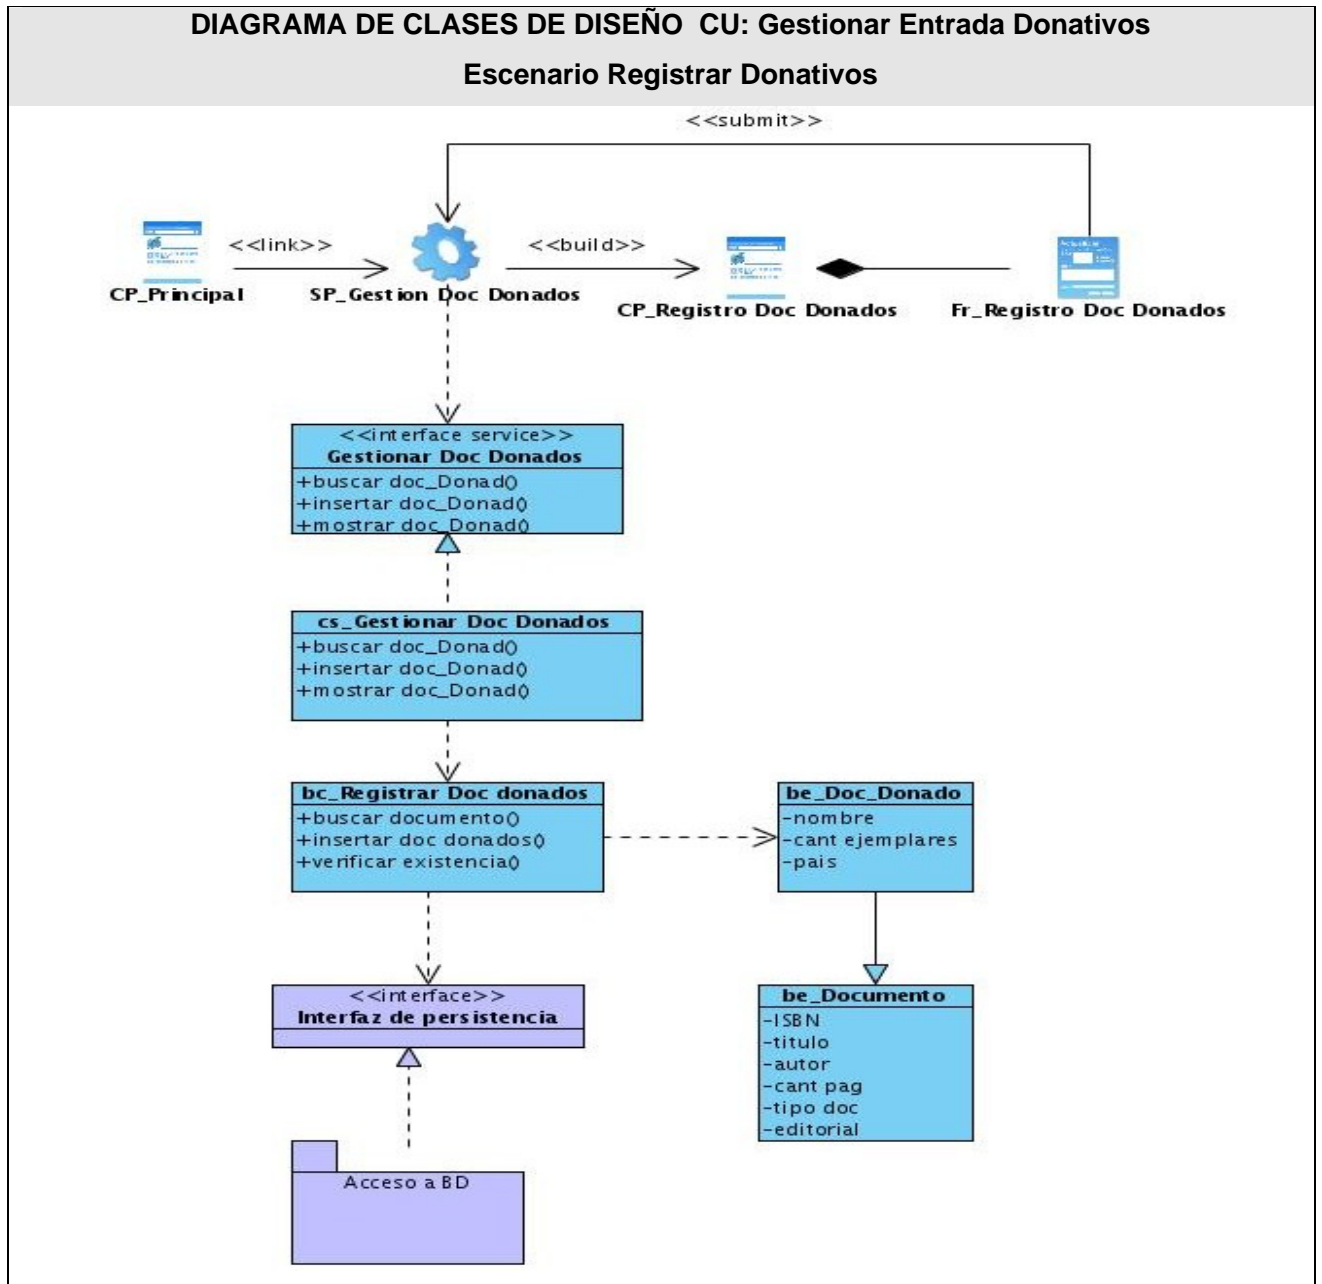 DIAGRAMA DE CLASES DE DISEÑO  CU: Gestionar Entrada Donativos
Escenario Registrar Donativos
<<submit>>
<<link>>
<<build>>
CP_Principal
SP_Gestion Doc Donados
CP_Registro Doc Donados
Fr_Registro Doc Donados
<<interface service>>
Gestionar Doc Donados
+buscar doc_Donad()
+insertar doc_Donad()
+mostrar doc_Donad()
cs_Gestionar Doc Donados
+buscar doc_Donad()
+insertar doc_Donad()
+mostrar doc_Donad()
bc_Registrar Doc donados
+buscar documento()
+insertar doc donados()
+verificar existencia()
be_Doc_Donado
-nombre
-cant ejemplares
-pais
<<interface>>
Interfaz de persistencia
be_Documento
-ISBN
-titulo
-autor
-cant pag
-tipo doc
-editorial
Acceso a BD